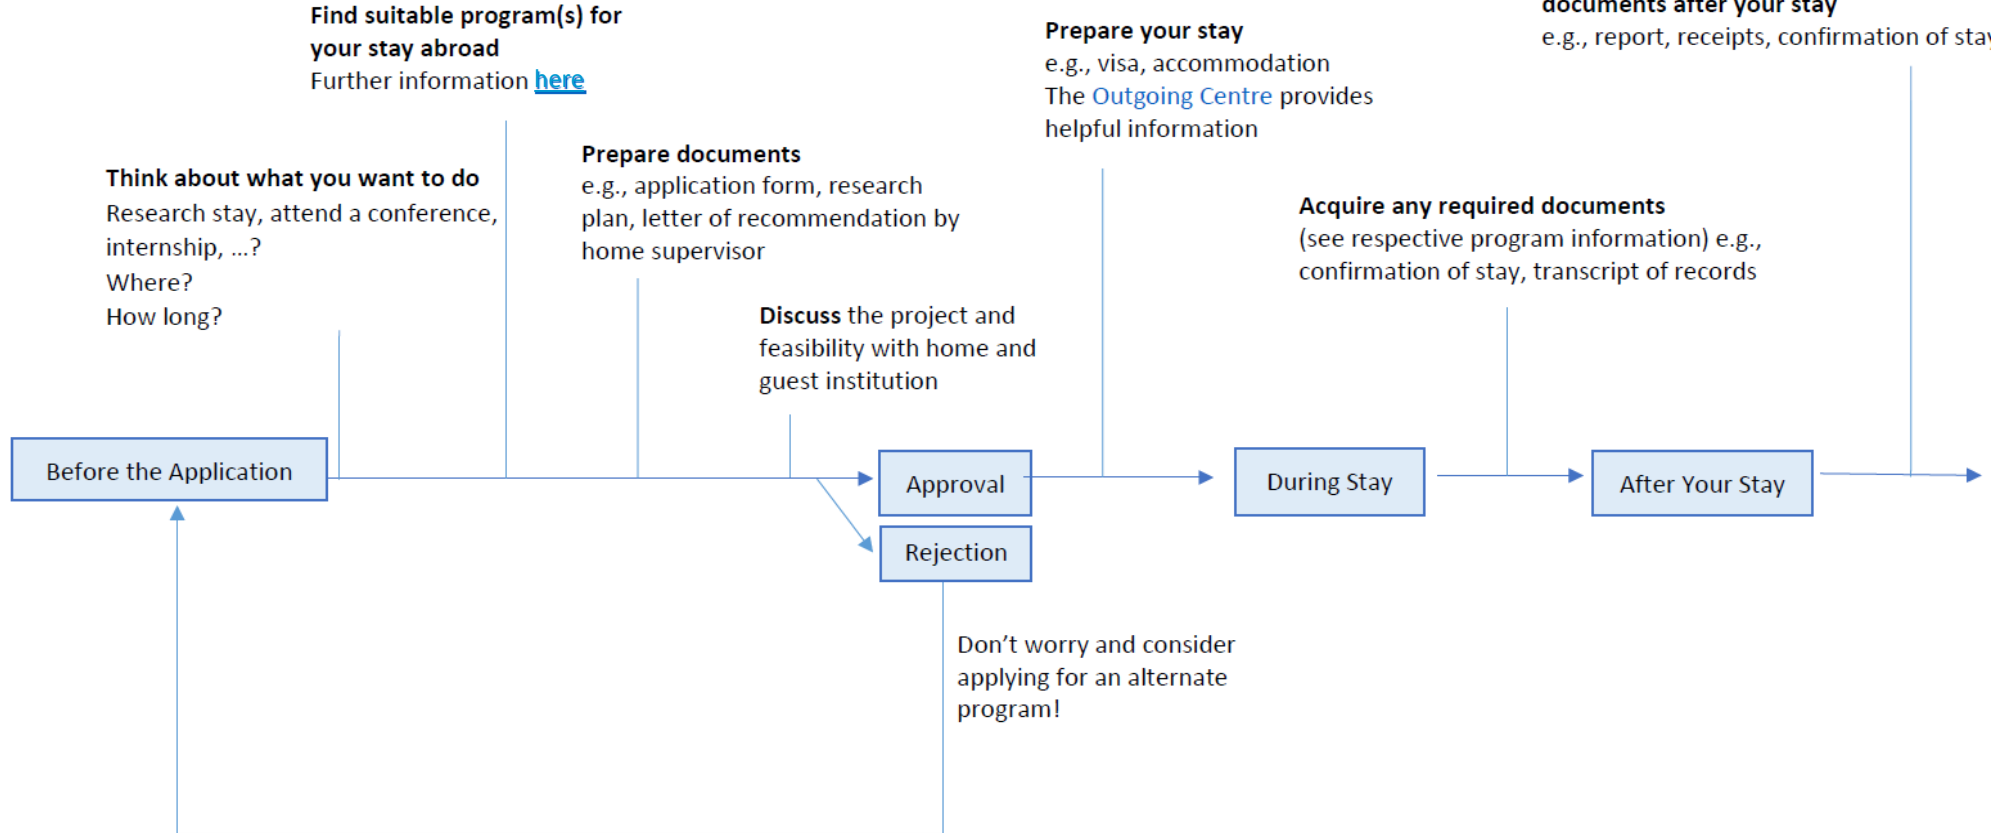 Find suitable program(s) for
your stay abroad
Further information here
Think about what you want to do
Research stay, attend a conference,
internship, ...?
Where?
How long?
Prepare documents
e.g., application form, research
plan, letter of recommendation by
home supervisor
Discuss the project and
feasibility with home and
guest institution
Prepare your stay
e.g., visa, accommodation
The Outgoing Centre provides
helpful information
Acquire any required documents
(see respective program information) e.g.,
confirmation of stay, transcript of records
documents after your stay
e.g., report, receipts, confirmation of stay
Before the Application
Approval
Rejection
During Stay
After Your Stay
Don’t worry and consider
applying for an alternate
program!